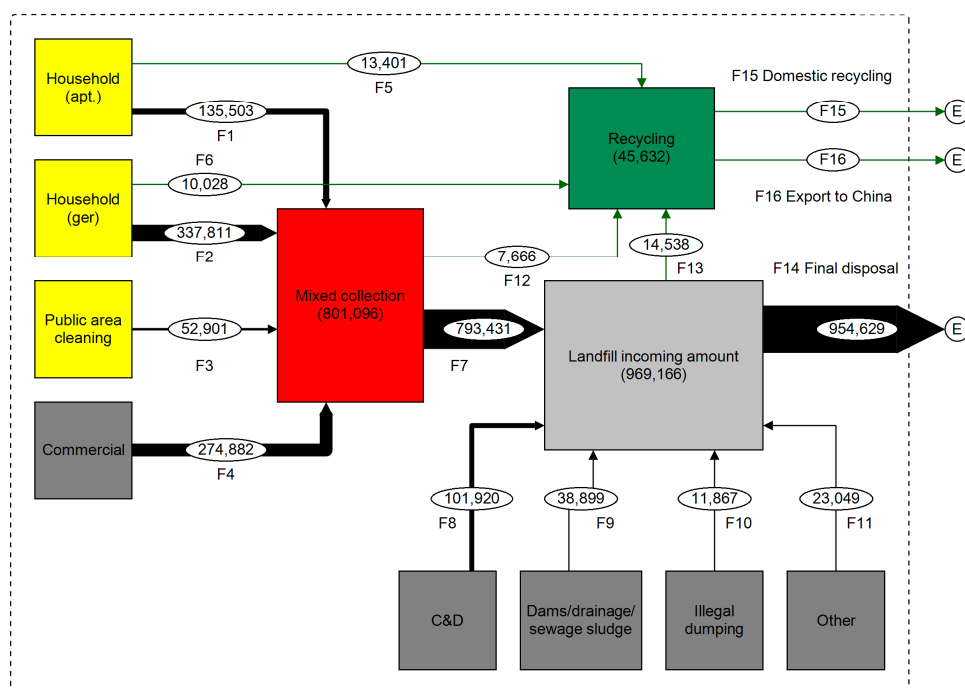 Household
(apt.)
13,401
F5
F15 Domestic recycling
135,503
F1
Recycling
(45,632)
F15
E
F16
E
F6
Household
(ger)
10,028
F16 Export to China
337,811
F2
14,538
F13
7,666
F12
F14 Final disposal
Public area
cleaning
52,901
F3
Mixed collection
(801,096)
793,431
F7
Landfill incoming amount
(969,166)
954,629
E
Commercial
274,882
F4
101,920
F8
38,899
F9
11,867
F10
23,049
F11
C&D
Dams/drainage/
sewage sludge
Illegal
dumping
Other